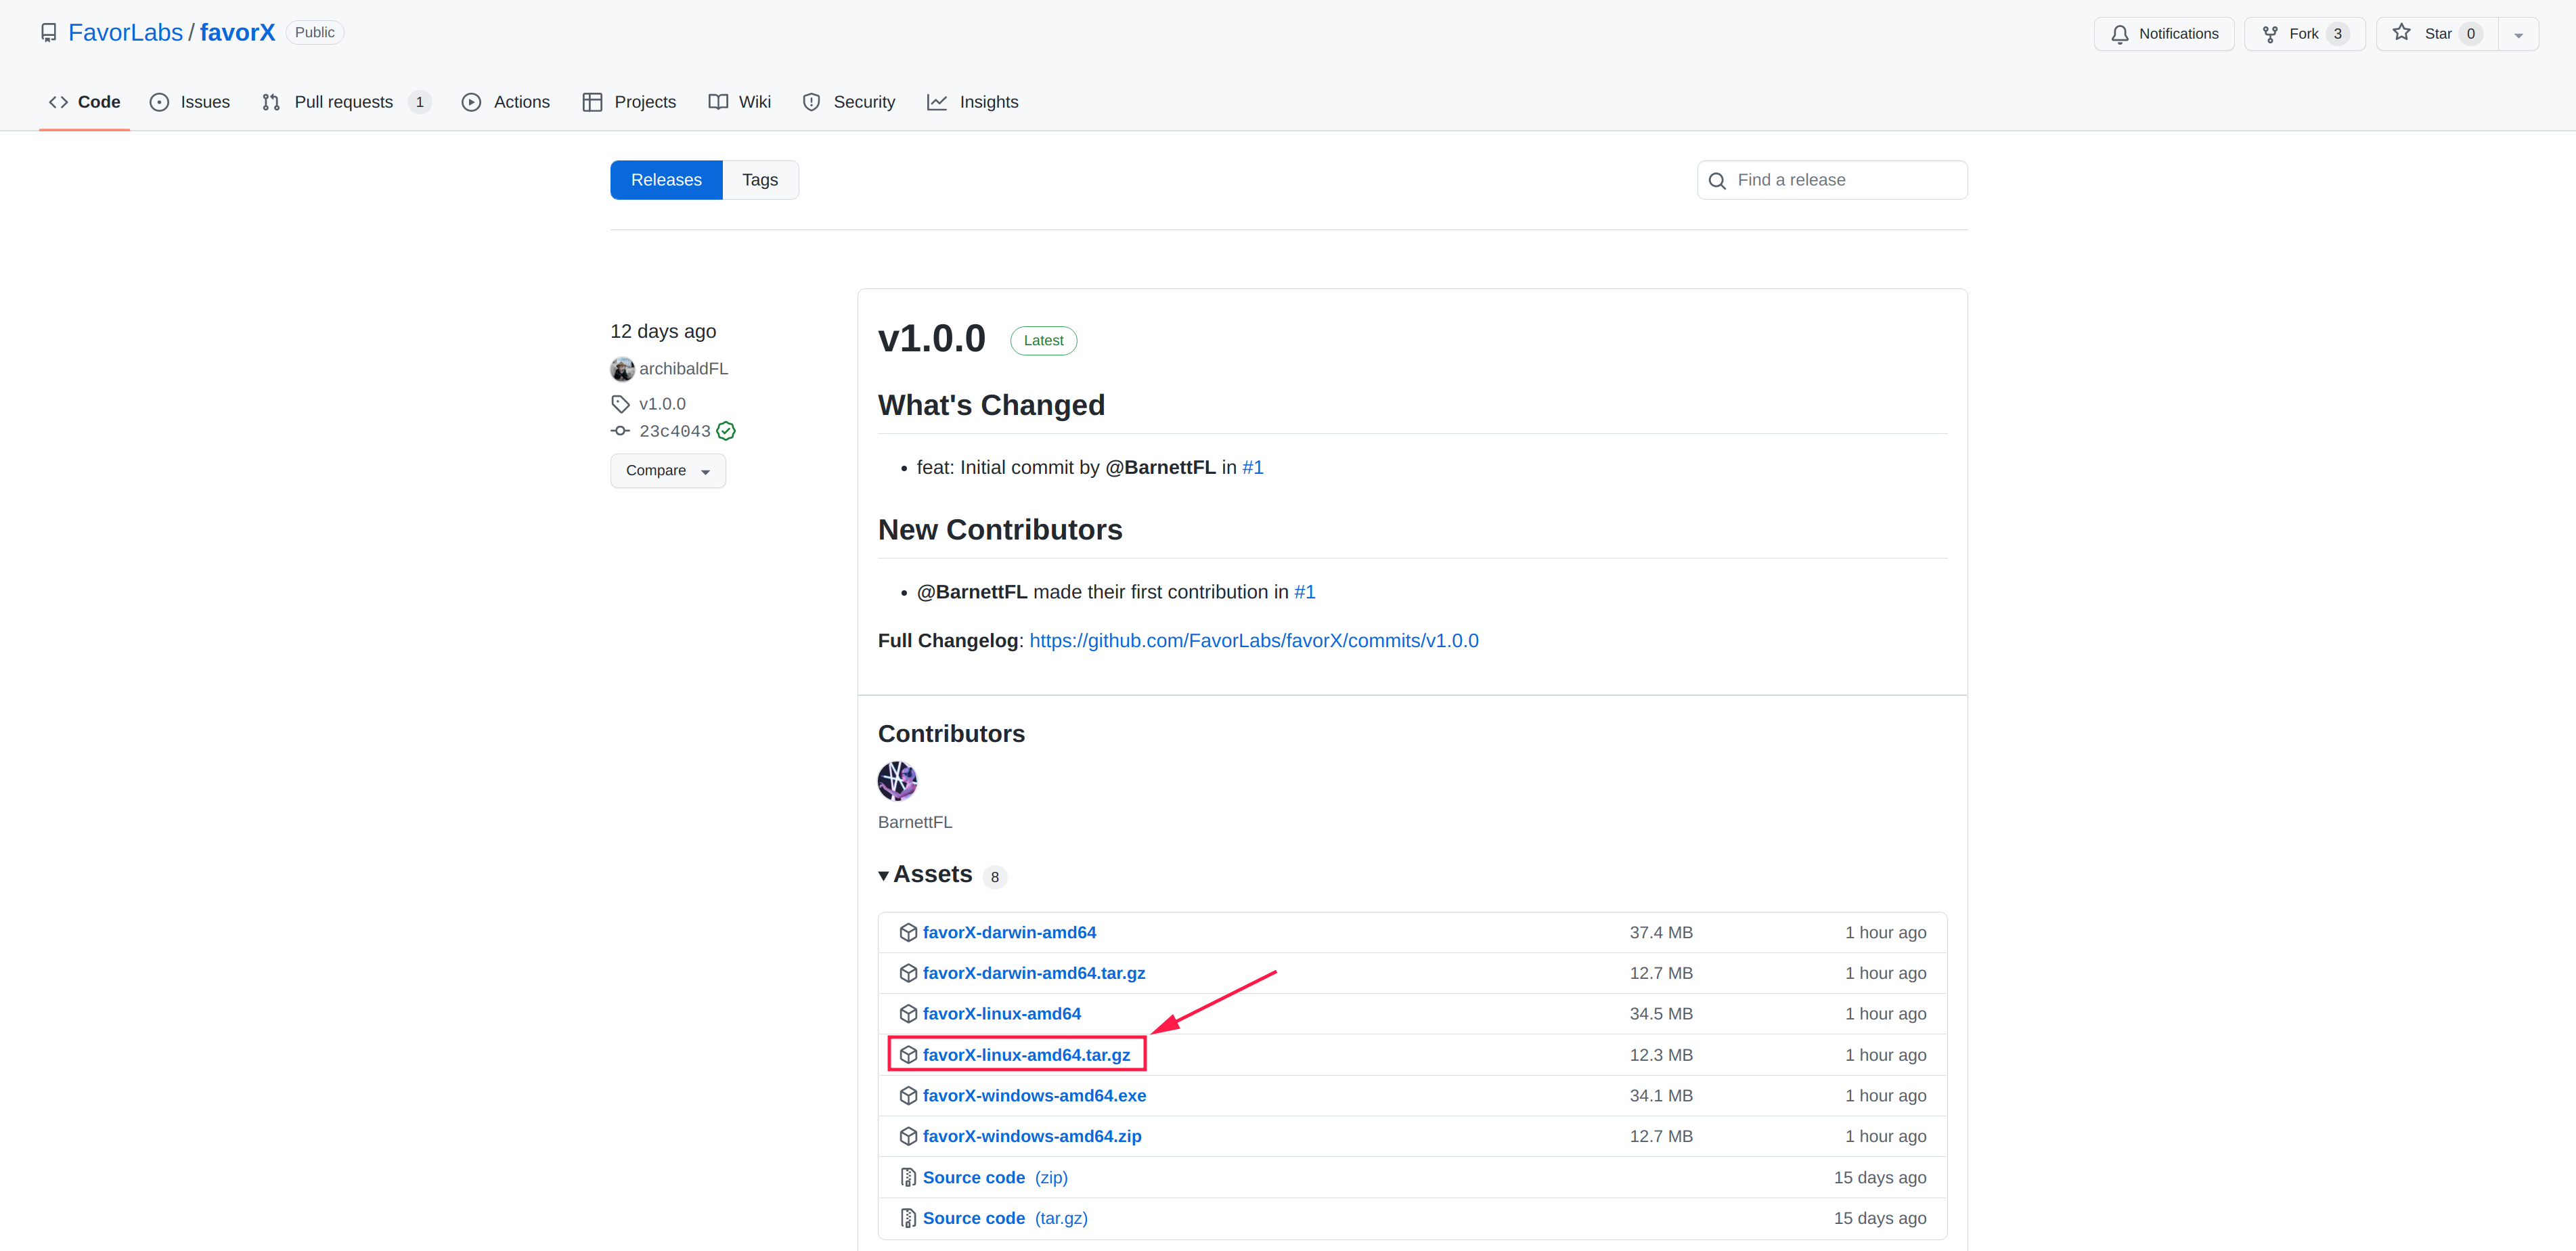 FavorLabs / favorX Public
Notifications Fork 3 Star 0
Code Issues Pull requests 1 Actions Projects Wiki Security Insights
Releases Tags
Find a release
12 days ago
archibaldFL
v1.0.0
23c4043
Compare
v1.0.0 Latest
What's Changed
• feat: Initial commit by @BarnettFL in #1
New Contributors
• @BarnettFL made their first contribution in #1
Full Changelog: https://github.com/FavorLabs/favorX/commits/v1.0.0
Contributors
BarnettFL
Assets 8
favorX-darwin-amd64 37.4 MB 1 hour ago
favorX-darwin-amd64.tar.gz 12.7 MB 1 hour ago
favorX-linux-amd64 34.5 MB 1 hour ago
favorX-linux-amd64.tar.gz 12.3 MB 1 hour ago
favorX-windows-amd64.exe 34.1 MB 1 hour ago
favorX-windows-amd64.zip 12.7 MB 1 hour ago
Source code (zip) 15 days ago
Source code (tar.gz) 15 days ago